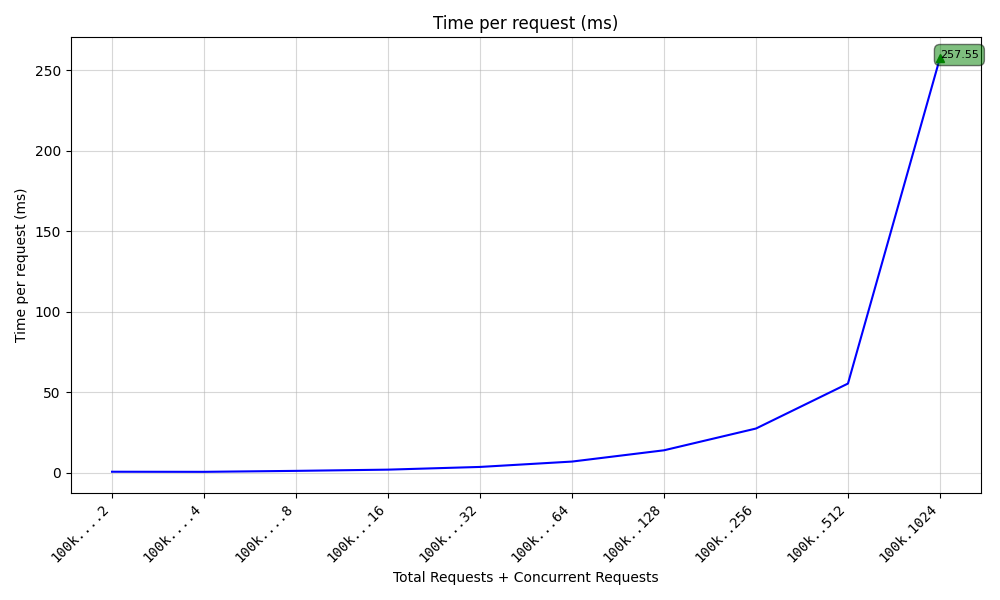 Time per request (ms)
257.55
250
200
150
100
50
0
Time per request (ms)
100k....2
100k....4
100k....8
100k...16
100k...32
100k...64
100k..128
100k..256
100k..512
100k.1024
Total Requests + Concurrent Requests